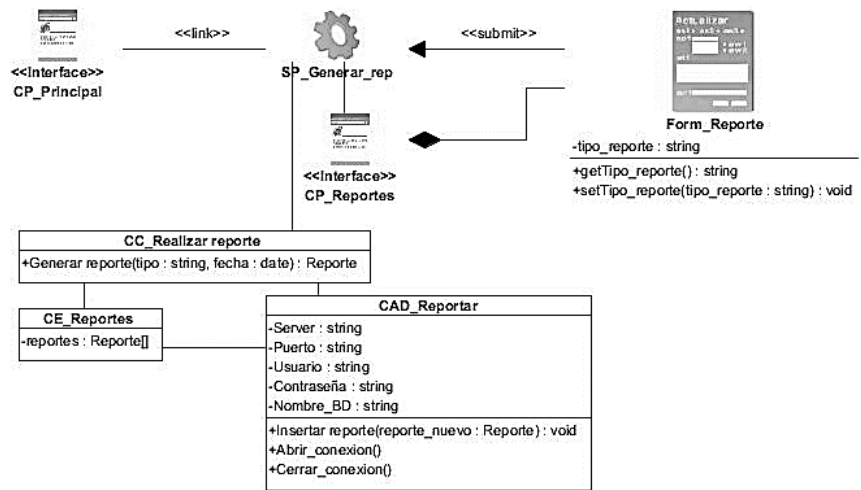 <<link>>
<<submit>>
<<Interface>>
CP_Principal
SP_Generar_rep
Actualizar
Form_Reporte
-tipo_reporte : string
+getTipo_reporte() : string
+setTipo_reporte(tipo_reporte : string) : void
<<Interface>>
CP_Reportes
CC_Realizar reporte
+Generar reporte(tipo : string, fecha : date) : Reporte
CE_Reportes
-reportes : Reporte[]
CAD_Reportar
-Server : string
-Puerto : string
-Usuario : string
-Contraseña : string
-Nombre_BD : string
+Insertar reporte(reporte_nuevo : Reporte) : void
+Abrir_conexion()
+Cerrar_conexion()